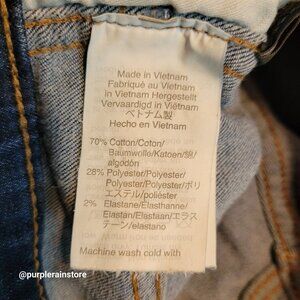 Made in Vietnam
Fabriqué au Vietnam
in Vietnam Hergestellt
Vervaardigd in Viëtnam
ベトナム製
Hecho en Vietnam
70% Cotton/Coton/
Baumwolle/Katoen/綿/
algodón
28% Polyester/Polyester/
Polyester/Polyester/ポリ
エステル/poliéster
2% Elastane/Élasthanne/
Elastan/Elastaan/エラス
テーン/elastano
Machine wash cold with
@purplerainstore